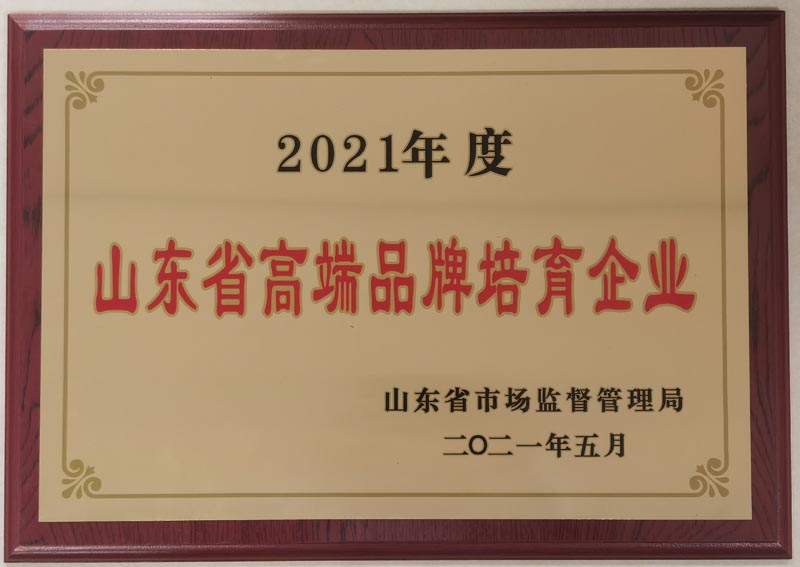 2021年度
山东省高端品牌培育企业
山东省市场监督管理局
二〇二一年五月